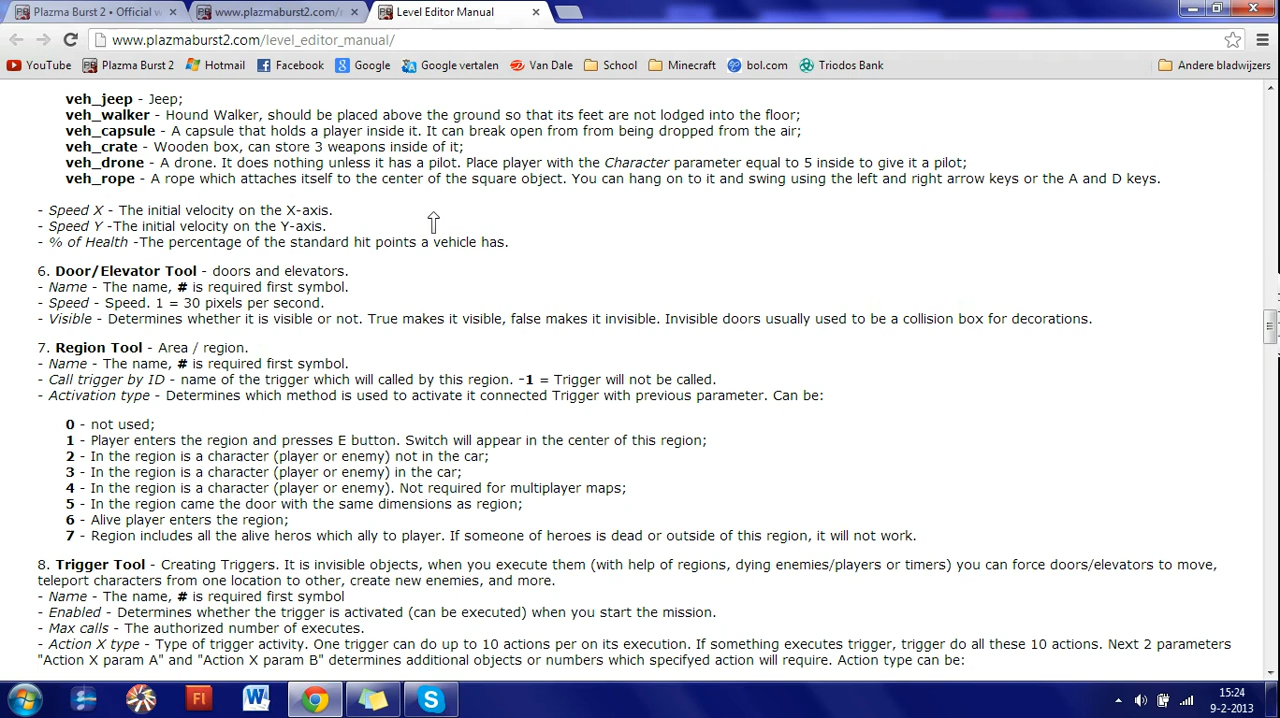 Plazma Burst 2 • Official w
www.plazmaburst2.com/r
Level Editor Manual
www.plazmaburst2.com/level_editor_manual/
YouTube Plazma Burst 2 Hotmail Facebook Google Google vertalen Van Dale School Minecraft bol.com Triodos Bank Andere bladwijzers
veh_jeep - Jeep;
veh_walker - Hound Walker, should be placed above the ground so that its feet are not lodged into the floor;
veh_capsule - A capsule that holds a player inside it. It can break open from from being dropped from the air;
veh_crate - Wooden box, can store 3 weapons inside of it;
veh_drone - A drone. It does nothing unless it has a pilot. Place player with the Character parameter equal to 5 inside to give it a pilot;
veh_rope - A rope which attaches itself to the center of the square object. You can hang on to it and swing using the left and right arrow keys or the A and D keys.
- Speed X - The initial velocity on the X-axis.
- Speed Y -The initial velocity on the Y-axis.
- % of Health -The percentage of the standard hit points a vehicle has.
6. Door/Elevator Tool - doors and elevators.
- Name - The name, # is required first symbol.
- Speed - Speed. 1 = 30 pixels per second.
- Visible - Determines whether it is visible or not. True makes it visible, false makes it invisible. Invisible doors usually used to be a collision box for decorations.
7. Region Tool - Area / region.
- Name - The name, # is required first symbol.
- Call trigger by ID - name of the trigger which will called by this region. -1 = Trigger will not be called.
- Activation type - Determines which method is used to activate it connected Trigger with previous parameter. Can be:
0 - not used;
1 - Player enters the region and presses E button. Switch will appear in the center of this region;
2 - In the region is a character (player or enemy) not in the car;
3 - In the region is a character (player or enemy) in the car;
4 - In the region is a character (player or enemy). Not required for multiplayer maps;
5 - In the region came the door with the same dimensions as region;
6 - Alive player enters the region;
7 - Region includes all the alive heros which ally to player. If someone of heroes is dead or outside of this region, it will not work.
8. Trigger Tool - Creating Triggers. It is invisible objects, when you execute them (with help of regions, dying enemies/players or timers) you can force doors/elevators to move,
teleport characters from one location to other, create new enemies, and more.
- Name - The name, # is required first symbol
- Enabled - Determines whether the trigger is activated (can be executed) when you start the mission.
- Max calls - The authorized number of executes.
- Action X type - Type of trigger activity. One trigger can do up to 10 actions per on its execution. If something executes trigger, trigger do all these 10 actions. Next 2 parameters
"Action X param A" and "Action X param B" determines additional objects or numbers which specifyed action will require. Action type can be:
15:24
9-2-2013